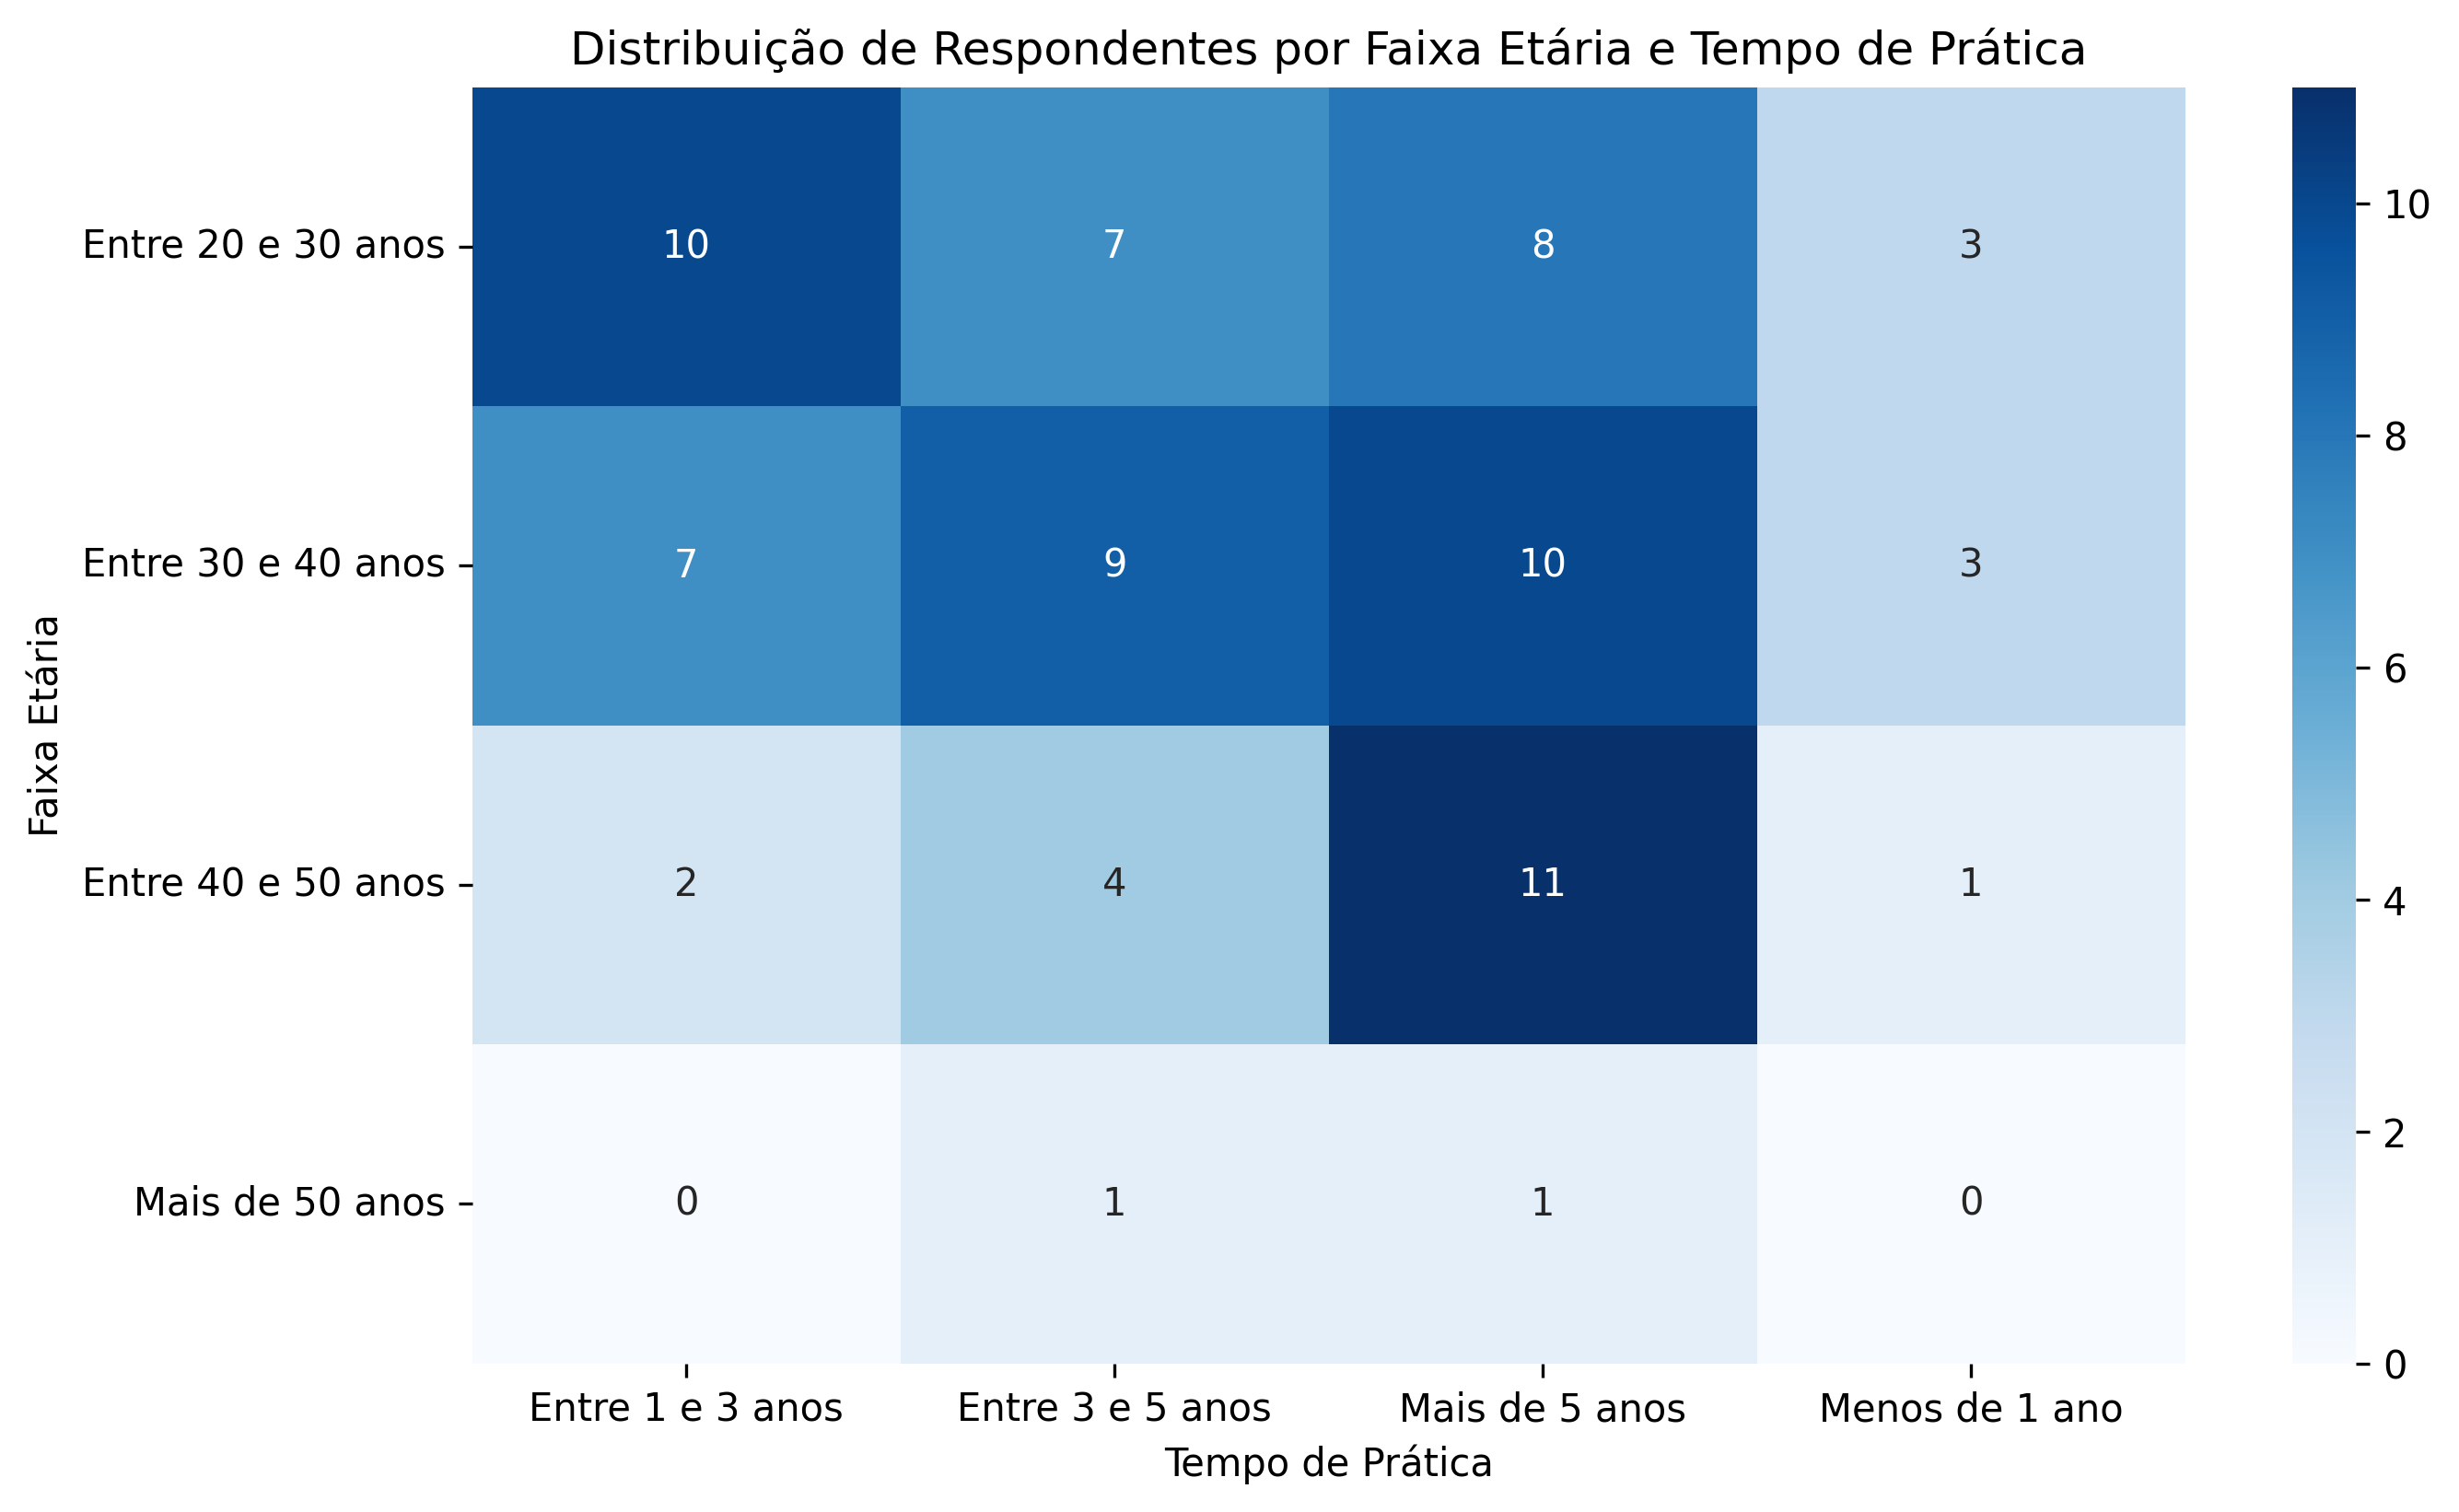 Distribuição de Respondentes por Faixa Etária e Tempo de Prática
Entre 20 e 30 anos 10 7 8 3
Entre 30 e 40 anos 7 9 10 3
Entre 40 e 50 anos 2 4 11 1
Mais de 50 anos 0 1 1 0
Faixa Etária
Entre 1 e 3 anos Entre 3 e 5 anos Mais de 5 anos Menos de 1 ano
Tempo de Prática
10
8
6
4
2
0